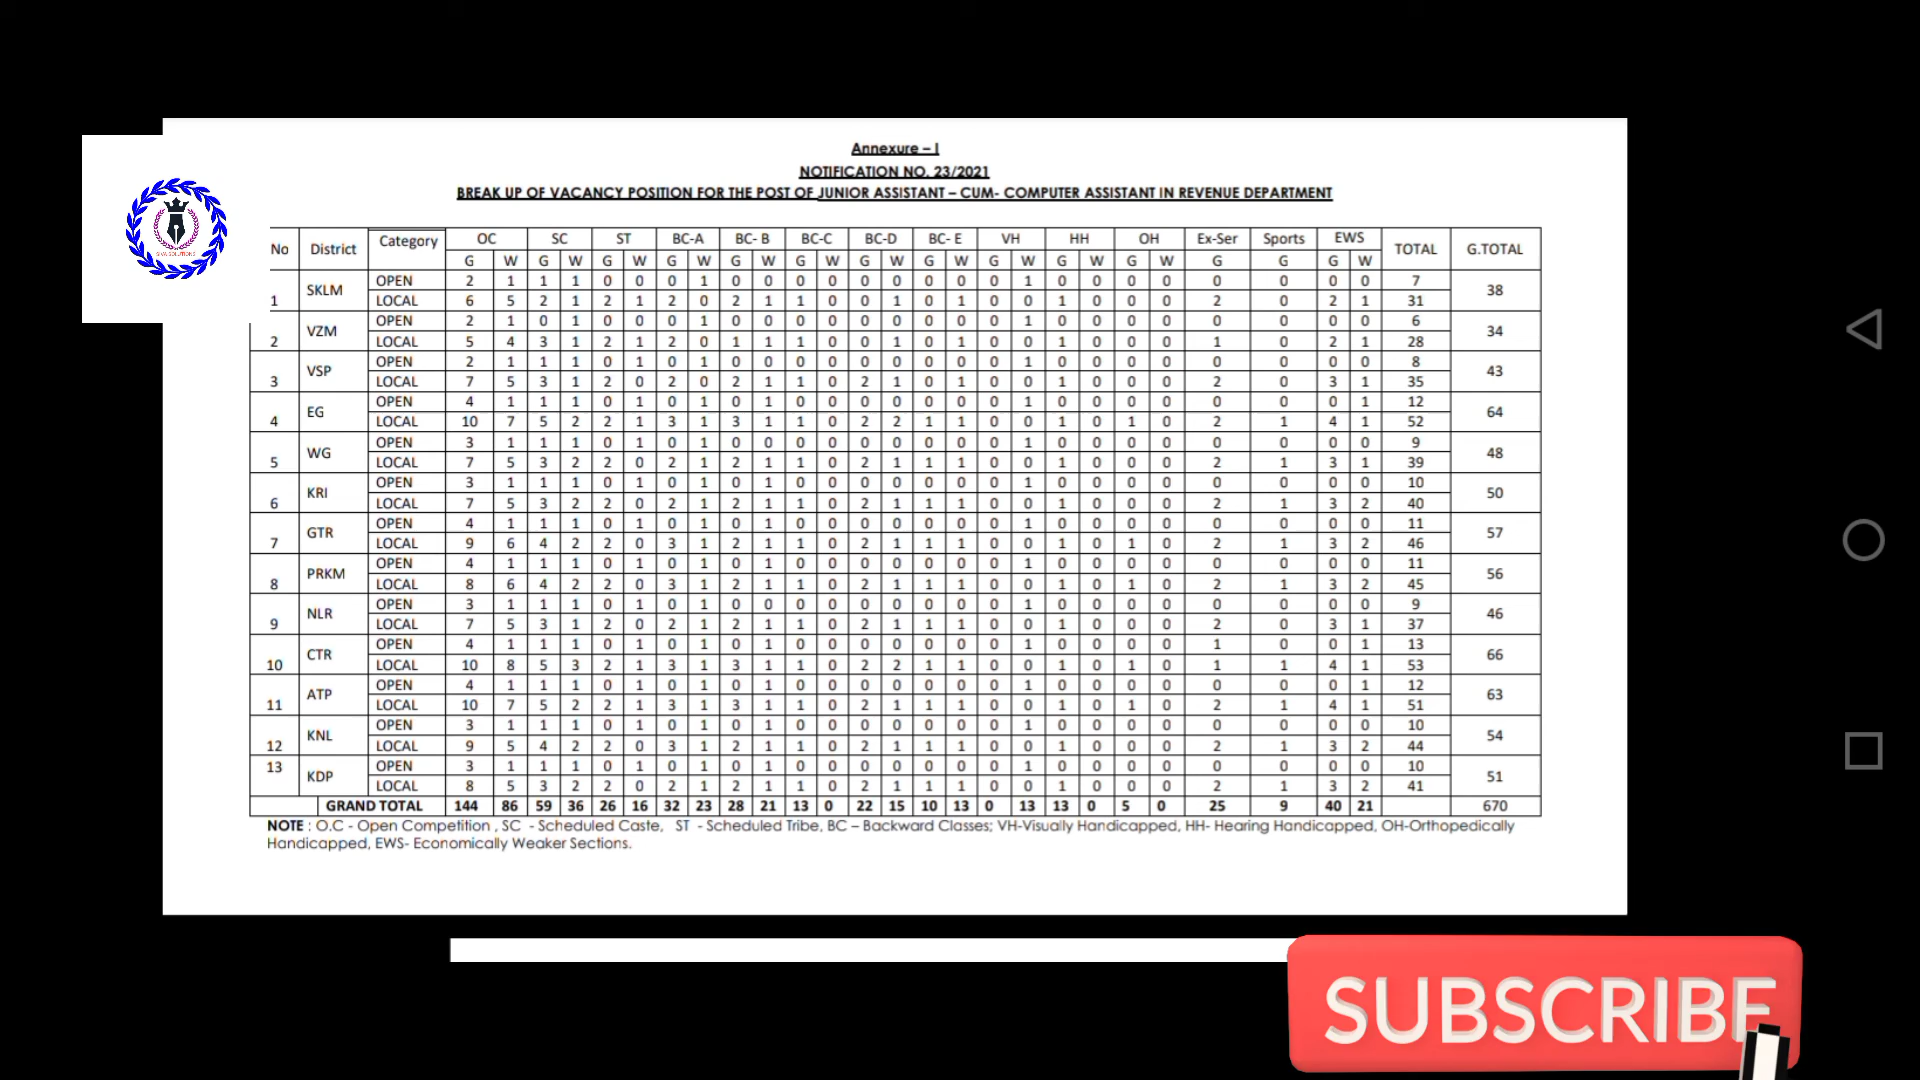 Annexure – I
NOTIFICATION NO. 23/2021
BREAK UP OF VACANCY POSITION FOR THE POST OF JUNIOR ASSISTANT – CUM- COMPUTER ASSISTANT IN REVENUE DEPARTMENT
No District Category OC SC ST BC-A BC- B BC-C BC-D BC- E VH HH OH Ex-Ser Sports EWS TOTAL G.TOTAL
G W G W G W G W G W G W G W G W G W G W G W G G G W
1 SKLM OPEN 2 1 1 1 0 0 0 1 0 0 0 0 0 0 0 0 0 1 0 0 0 0 0 0 0 0 7 38
LOCAL 6 5 2 1 2 1 2 0 2 1 1 0 0 1 0 1 0 0 1 0 0 0 2 0 2 1 31
2 VZM OPEN 2 1 0 1 0 0 0 1 0 0 0 0 0 0 0 0 0 1 0 0 0 0 0 0 0 0 6 34
LOCAL 5 4 3 1 2 1 2 0 1 1 1 0 0 1 0 1 0 0 1 0 0 0 1 0 2 1 28
3 VSP OPEN 2 1 1 1 0 1 0 1 0 0 0 0 0 0 0 0 0 1 0 0 0 0 0 0 0 0 8 43
LOCAL 7 5 3 1 2 0 2 0 2 1 1 0 2 1 0 1 0 0 1 0 0 0 2 0 3 1 35
4 EG OPEN 4 1 1 1 0 1 0 1 0 1 0 0 0 0 0 0 0 1 0 0 0 0 0 0 0 1 12 64
LOCAL 10 7 5 2 2 1 3 1 3 1 1 0 2 2 1 1 0 0 1 0 1 0 2 1 4 1 52
5 WG OPEN 3 1 1 1 0 1 0 1 0 0 0 0 0 0 0 0 0 1 0 0 0 0 0 0 0 0 9 48
LOCAL 7 5 3 2 2 0 2 1 2 1 1 0 2 1 1 1 0 0 1 0 0 0 2 1 3 1 39
6 KRI OPEN 3 1 1 1 0 1 0 1 0 1 0 0 0 0 0 0 0 1 0 0 0 0 0 0 0 0 10 50
LOCAL 7 5 3 2 2 0 2 1 2 1 1 0 2 1 1 1 0 0 1 0 0 0 2 1 3 2 40
7 GTR OPEN 4 1 1 1 0 1 0 1 0 1 0 0 0 0 0 0 0 1 0 0 0 0 0 0 0 0 11 57
LOCAL 9 6 4 2 2 0 3 1 2 1 1 0 2 1 1 1 0 0 1 0 1 0 2 1 3 2 46
8 PRKM OPEN 4 1 1 1 0 1 0 1 0 1 0 0 0 0 0 0 0 1 0 0 0 0 0 0 0 0 11 56
LOCAL 8 6 4 2 2 0 3 1 2 1 1 0 2 1 1 1 0 0 1 0 1 0 2 1 3 2 45
9 NLR OPEN 3 1 1 1 0 1 0 1 0 0 0 0 0 0 0 0 0 1 0 0 0 0 0 0 0 0 9 46
LOCAL 7 5 3 1 2 0 2 1 2 1 1 0 2 1 1 1 0 0 1 0 0 0 2 0 3 1 37
10 CTR OPEN 4 1 1 1 0 1 0 1 0 1 0 0 0 0 0 0 0 1 0 0 0 0 1 0 0 1 13 66
LOCAL 10 8 5 3 2 1 3 1 3 1 1 0 2 2 1 1 0 0 1 0 1 0 1 1 4 1 53
11 ATP OPEN 4 1 1 1 0 1 0 1 0 1 0 0 0 0 0 0 0 1 0 0 0 0 0 0 0 1 12 63
LOCAL 10 7 5 2 2 1 3 1 3 1 1 0 2 1 1 1 0 0 1 0 1 0 2 1 4 1 51
12 KNL OPEN 3 1 1 1 0 1 0 1 0 1 0 0 0 0 0 0 0 1 0 0 0 0 0 0 0 0 10 54
LOCAL 9 5 4 2 2 0 3 1 2 1 1 0 2 1 1 1 0 0 1 0 0 0 2 1 3 2 44
13 KDP OPEN 3 1 1 1 0 1 0 1 0 1 0 0 0 0 0 0 0 1 0 0 0 0 0 0 0 0 10 51
LOCAL 8 5 3 2 2 0 2 1 2 1 1 0 2 1 1 1 0 0 1 0 0 0 2 1 3 2 41
GRAND TOTAL 144 86 59 36 26 16 32 23 28 21 13 0 22 15 10 13 0 13 13 0 5 0 25 9 40 21 670
NOTE : O.C - Open Competition , SC - Scheduled Caste, ST - Scheduled Tribe, BC – Backward Classes; VH-Visually Handicapped, HH- Hearing Handicapped, OH-Orthopedically
Handicapped, EWS- Economically Weaker Sections.
SIVA SOLUTIONS
SUBSCRIBE